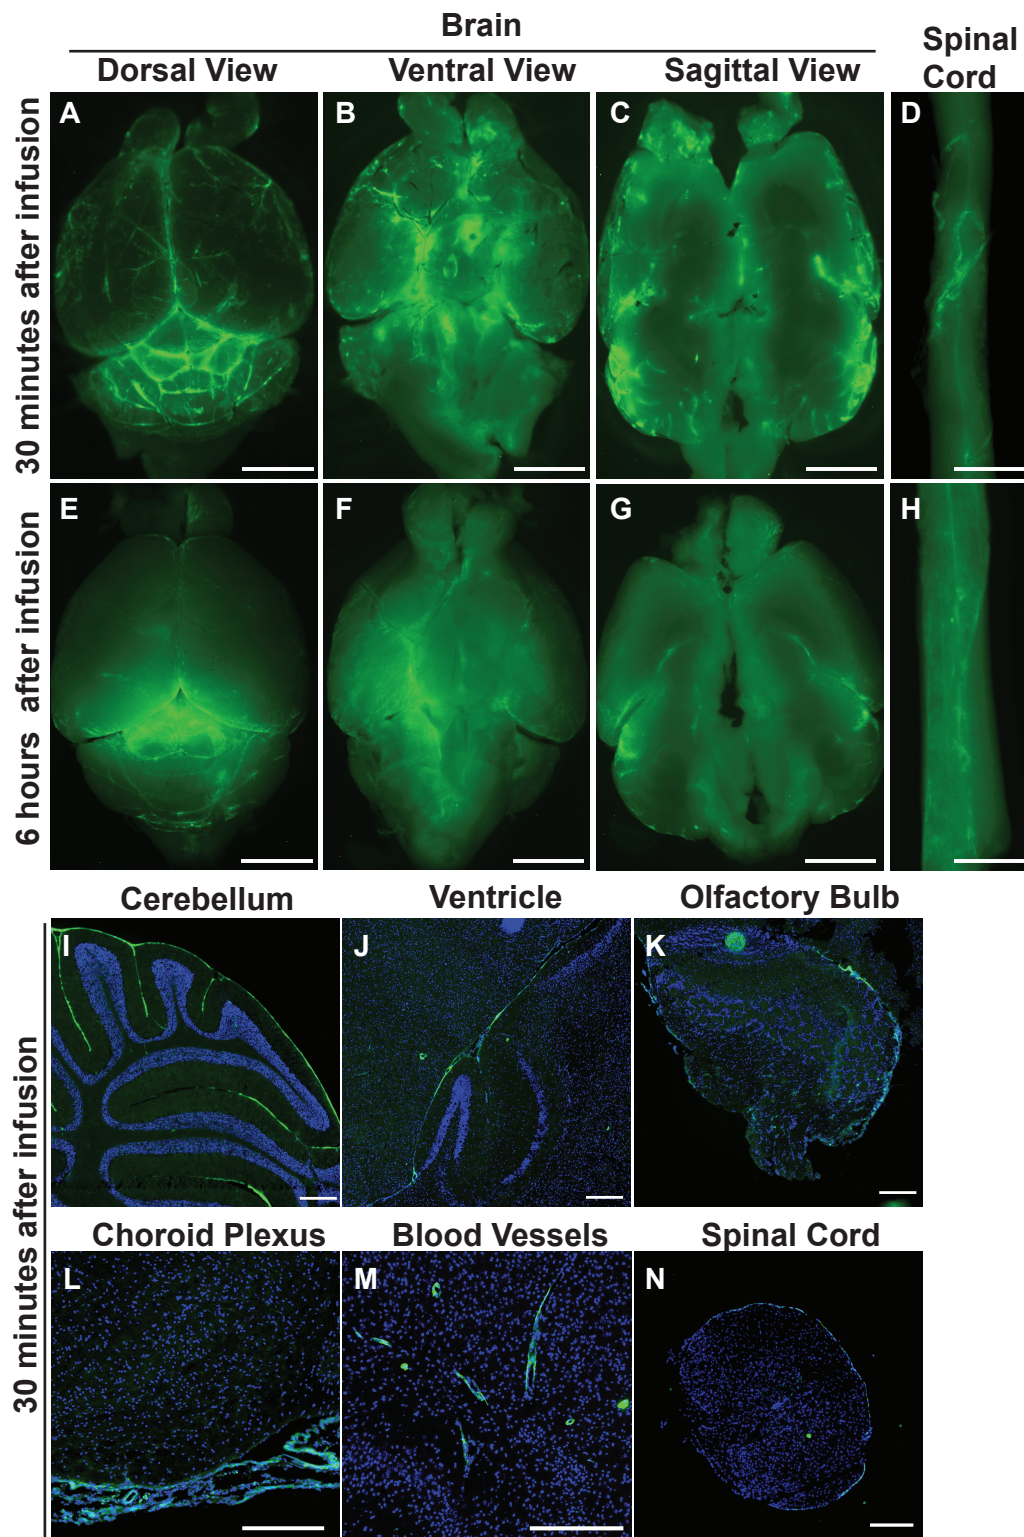 Brain
Spinal
Cord
Dorsal View
Ventral View
Sagittal View
30 minutes after infusion
A
B
C
D
6 hours after infusion
E
F
G
H
Cerebellum
Ventricle
Olfactory Bulb
30 minutes after infusion
I
J
K
Choroid Plexus
Blood Vessels
Spinal Cord
L
M
N